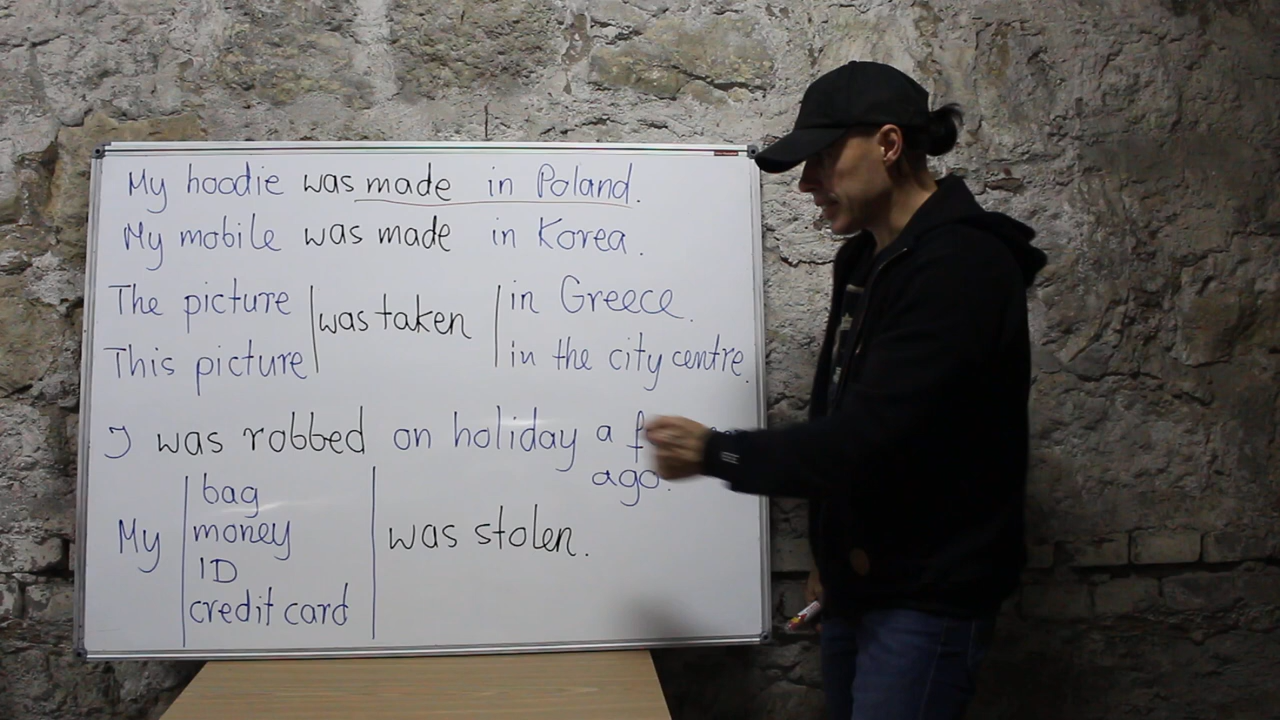 My hoodie was made in Poland.
My mobile was made in Korea.
The picture was taken in Greece.
This picture in the city centre.
I was robbed on holiday a
ago.
bag
money
My was stolen.
ID
credit card